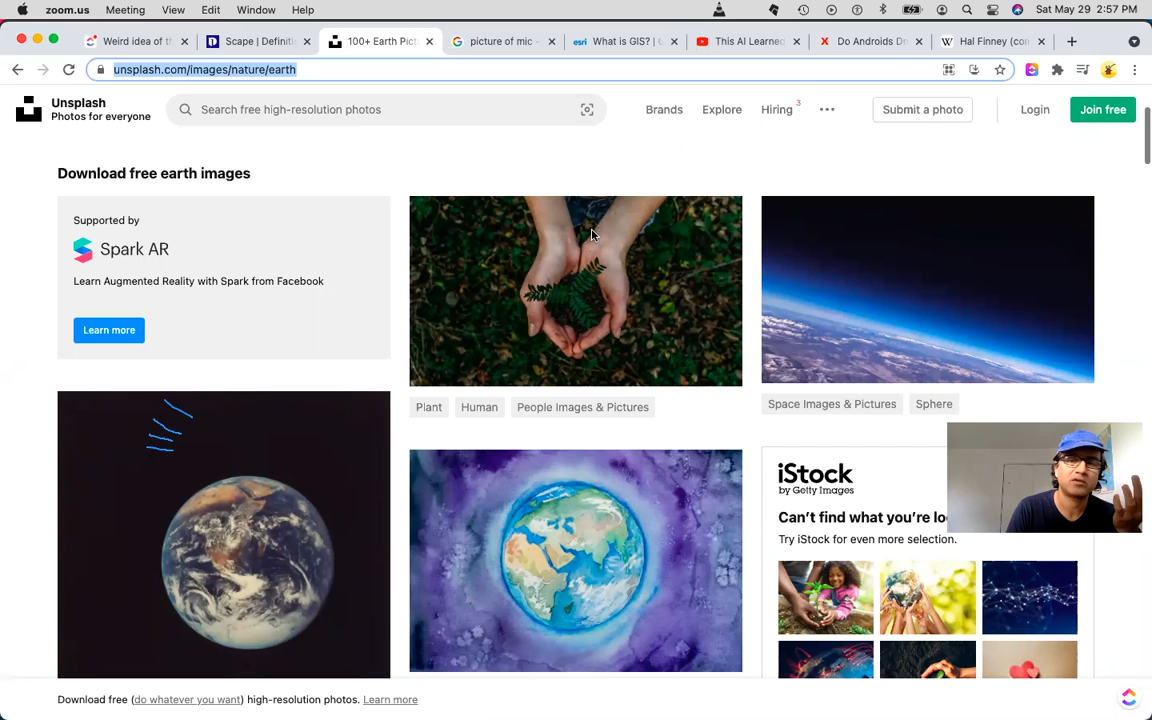 zoom.us Meeting View Edit Window Help Sat May 29 2:57 PM
Weird idea of th Scape | Definiti 100+ Earth Pict picture of mic - esri What is GIS? | G This AI Learned Do Androids Dr W Hal Finney (con
unsplash.com/images/nature/earth
Unsplash
Photos for everyone
Search free high-resolution photos
Brands Explore Hiring 3 Submit a photo Login Join free
Download free earth images
Supported by
Spark AR
Learn Augmented Reality with Spark from Facebook
Learn more
Plant Human People Images & Pictures
Space Images & Pictures Sphere
iStock
by Getty Images
Can't find what you're lo
Try iStock for even more selection.
Download free (do whatever you want) high-resolution photos. Learn more